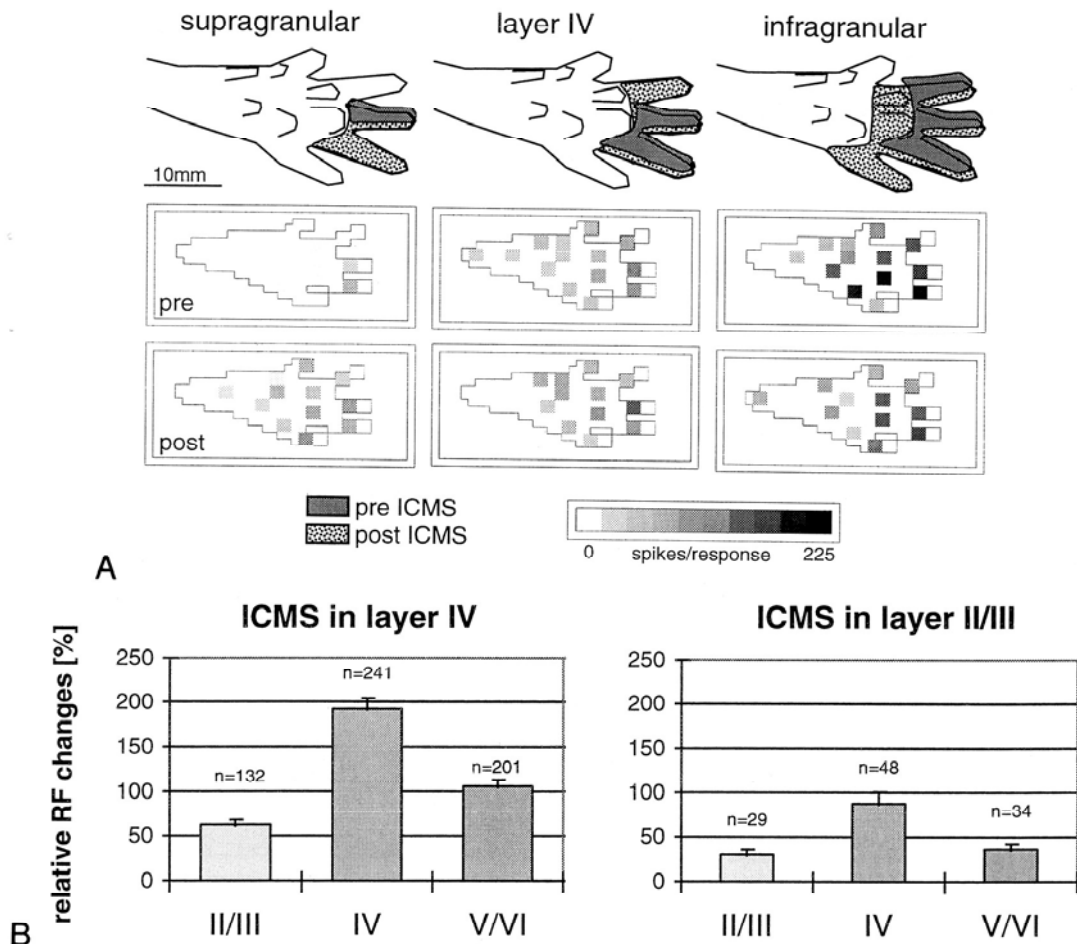 supragranular layer IV infragranular
10mm
pre
post
pre ICMS
post ICMS
0 spikes/response 225
A
ICMS in layer IV ICMS in layer II/III
relative RF changes [%]
250
200
150
100
50
0
n=132
n=241
n=201
II/III IV V/VI
250
200
150
100
50
0
n=29
n=48
n=34
II/III IV V/VI
B